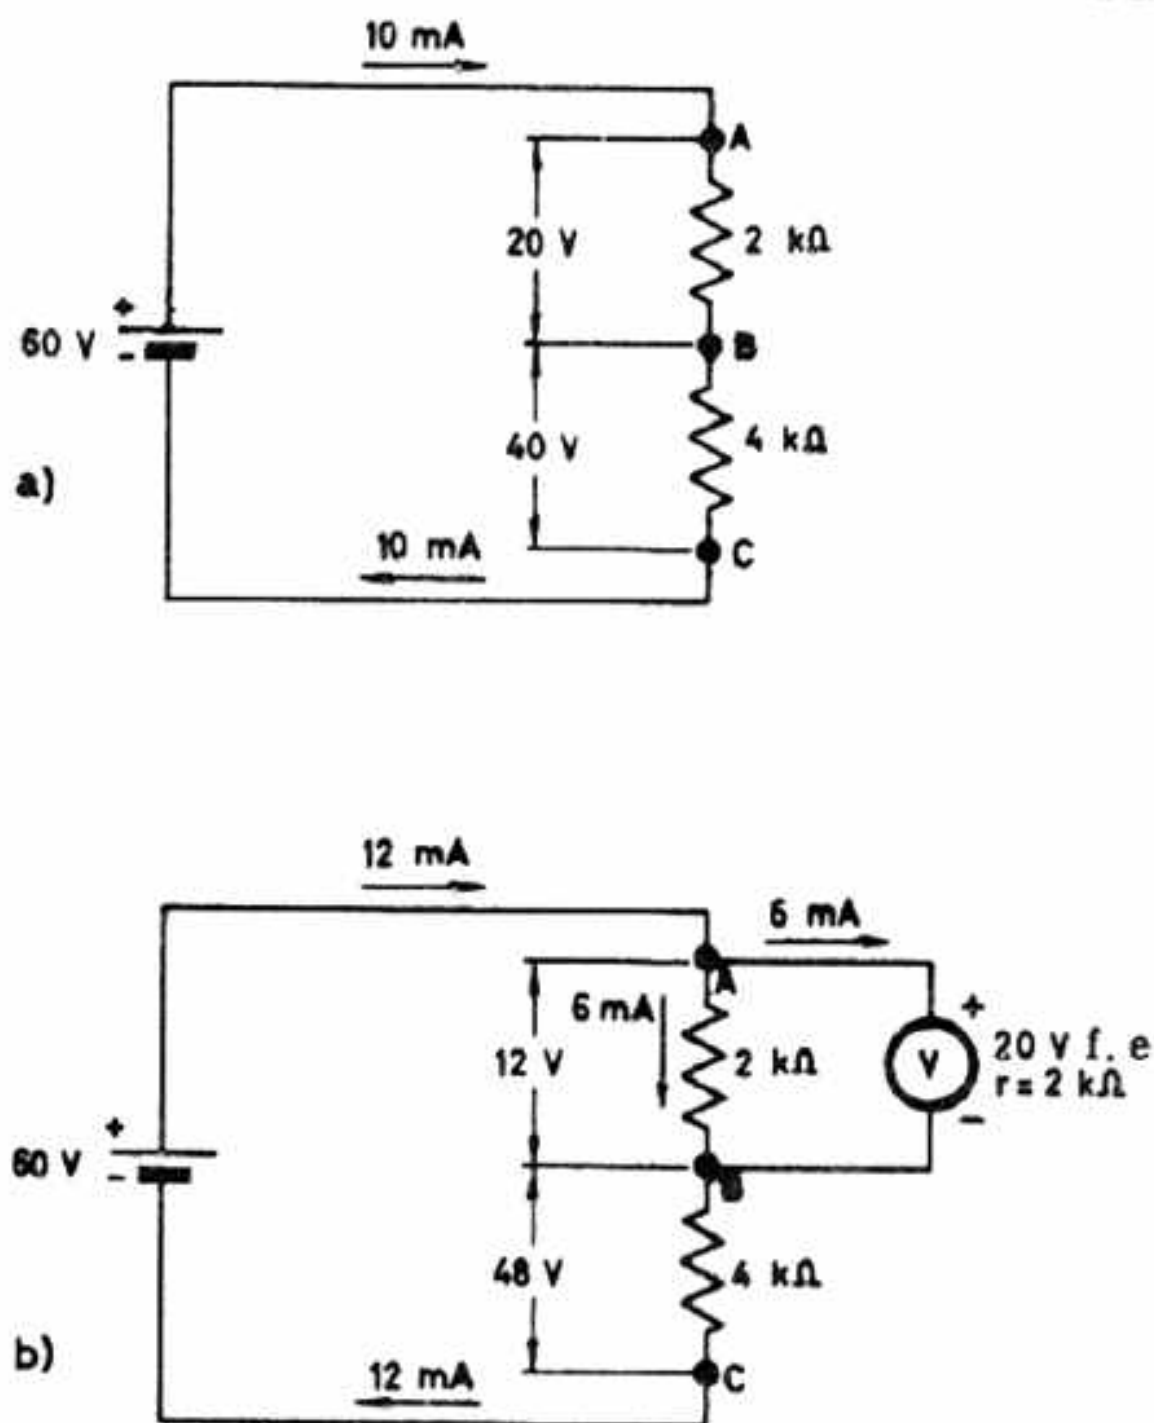 10 mA
A
20 V
2 kΩ
+
60 V
-
B
40 V
4 kΩ
a)
10 mA
C
12 mA
6 mA
A
6 mA
+
12 V
2 kΩ
V
20 V f. e
r = 2 kΩ
-
+
60 V
-
48 V
4 kΩ
b)
12 mA
C